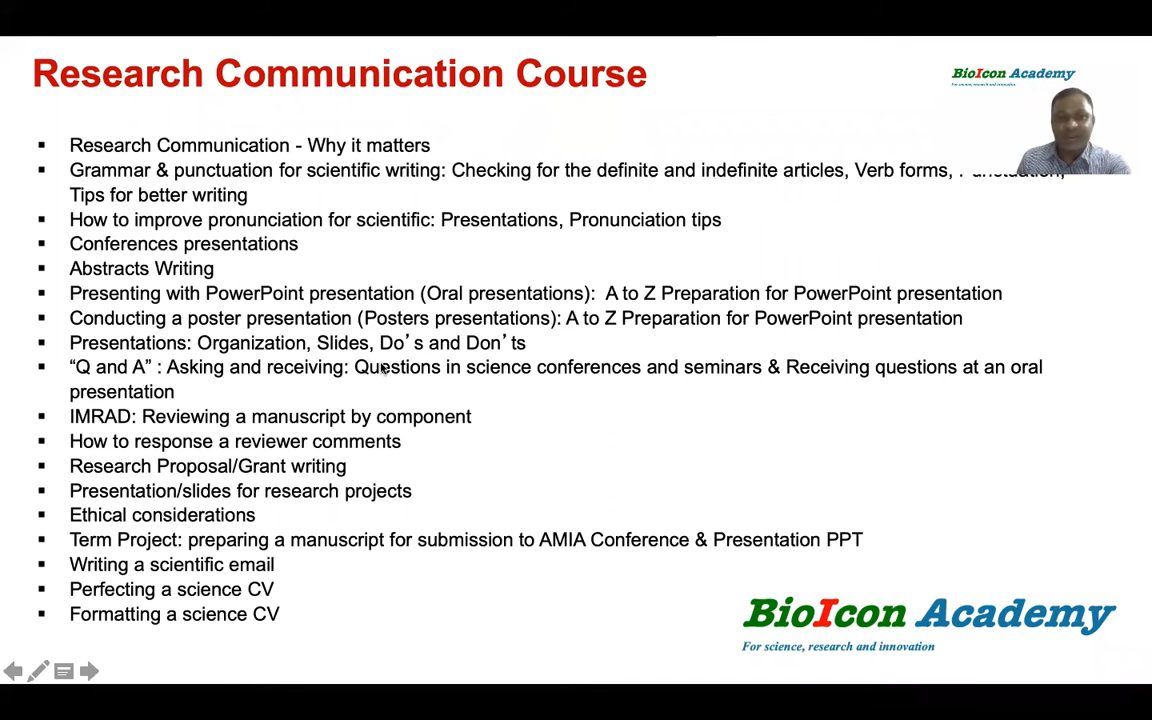 Research Communication Course
BioIcon Academy
For science, research and innovation
▪ Research Communication - Why it matters
▪ Grammar & punctuation for scientific writing: Checking for the definite and indefinite articles, Verb forms,
Tips for better writing
▪ How to improve pronunciation for scientific: Presentations, Pronunciation tips
▪ Conferences presentations
▪ Abstracts Writing
▪ Presenting with PowerPoint presentation (Oral presentations): A to Z Preparation for PowerPoint presentation
▪ Conducting a poster presentation (Posters presentations): A to Z Preparation for PowerPoint presentation
▪ Presentations: Organization, Slides, Do’s and Don’ts
▪ “Q and A” : Asking and receiving: Questions in science conferences and seminars & Receiving questions at an oral
presentation
▪ IMRAD: Reviewing a manuscript by component
▪ How to response a reviewer comments
▪ Research Proposal/Grant writing
▪ Presentation/slides for research projects
▪ Ethical considerations
▪ Term Project: preparing a manuscript for submission to AMIA Conference & Presentation PPT
▪ Writing a scientific email
▪ Perfecting a science CV
▪ Formatting a science CV
BioIcon Academy
For science, research and innovation